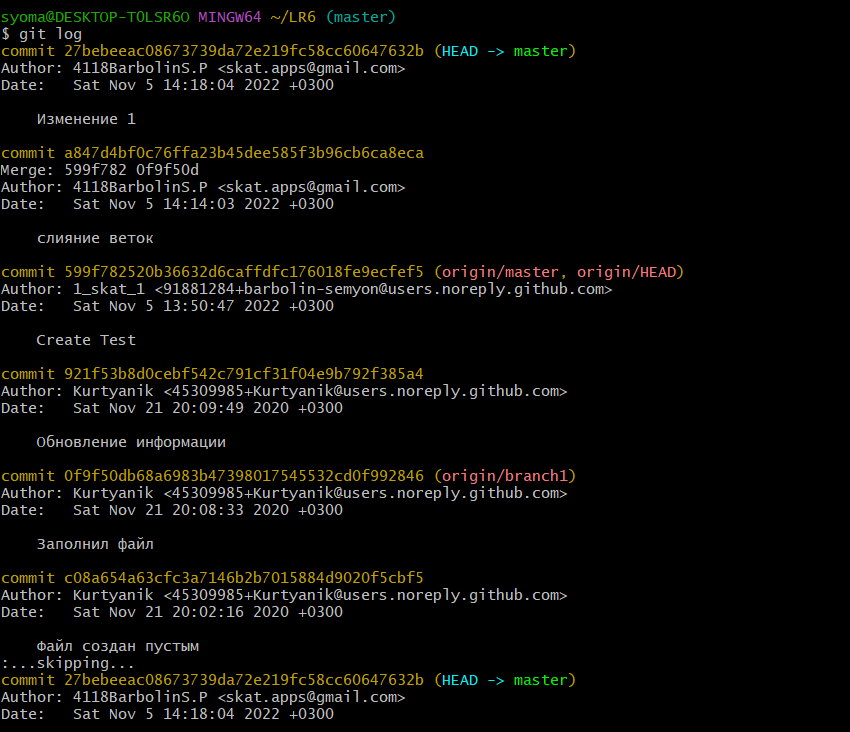 syoma@DESKTOP-T0LSR6O MINGW64 ~/LR6 (master)
$ git log
commit 27bebeeac08673739da72e219fc58cc60647632b (HEAD -> master)
Author: 4118BarbolinS.P <skat.apps@gmail.com>
Date:   Sat Nov 5 14:18:04 2022 +0300
Изменение 1
commit a847d4bf0c76ffa23b45dee585f3b96cb6ca8eca
Merge: 599f782 0f9f50d
Author: 4118BarbolinS.P <skat.apps@gmail.com>
Date:   Sat Nov 5 14:14:03 2022 +0300
слияние веток
commit 599f782520b36632d6caffdfc176018fe9ecfef5 (origin/master, origin/HEAD)
Author: 1_skat_1 <91881284+barbolin-semyon@users.noreply.github.com>
Date:   Sat Nov 5 13:50:47 2022 +0300
Create Test
commit 921f53b8d0cebf542c791cf31f04e9b792f385a4
Author: Kurtyanik <45309985+Kurtyanik@users.noreply.github.com>
Date:   Sat Nov 21 20:09:49 2020 +0300
Обновление информации
commit 0f9f50db68a6983b47398017545532cd0f992846 (origin/branch1)
Author: Kurtyanik <45309985+Kurtyanik@users.noreply.github.com>
Date:   Sat Nov 21 20:08:33 2020 +0300
Заполнил файл
commit c08a654a63cfc3a7146b2b7015884d9020f5cbf5
Author: Kurtyanik <45309985+Kurtyanik@users.noreply.github.com>
Date:   Sat Nov 21 20:02:16 2020 +0300
Файл создан пустым
:...skipping...
commit 27bebeeac08673739da72e219fc58cc60647632b (HEAD -> master)
Author: 4118BarbolinS.P <skat.apps@gmail.com>
Date:   Sat Nov 5 14:18:04 2022 +0300